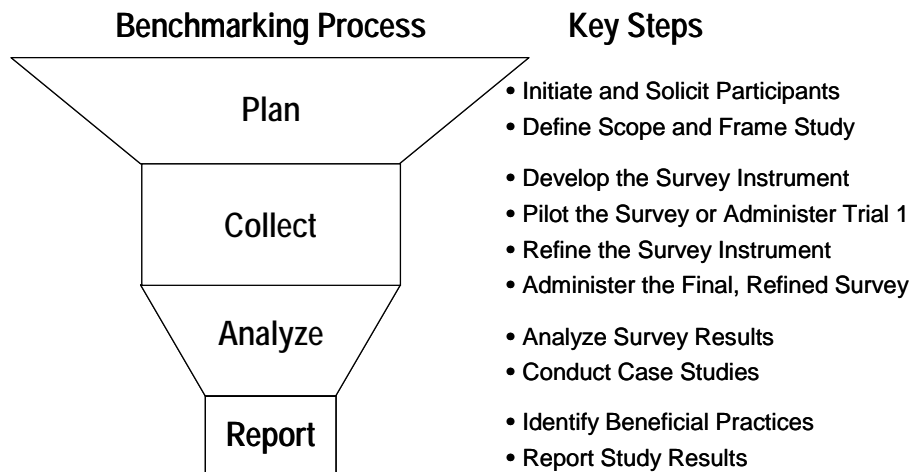 Benchmarking Process
Key Steps
Plan
• Initiate and Solicit Participants
• Define Scope and Frame Study
Collect
• Develop the Survey Instrument
• Pilot the Survey or Administer Trial 1
• Refine the Survey Instrument
• Administer the Final, Refined Survey
Analyze
• Analyze Survey Results
• Conduct Case Studies
Report
• Identify Beneficial Practices
• Report Study Results